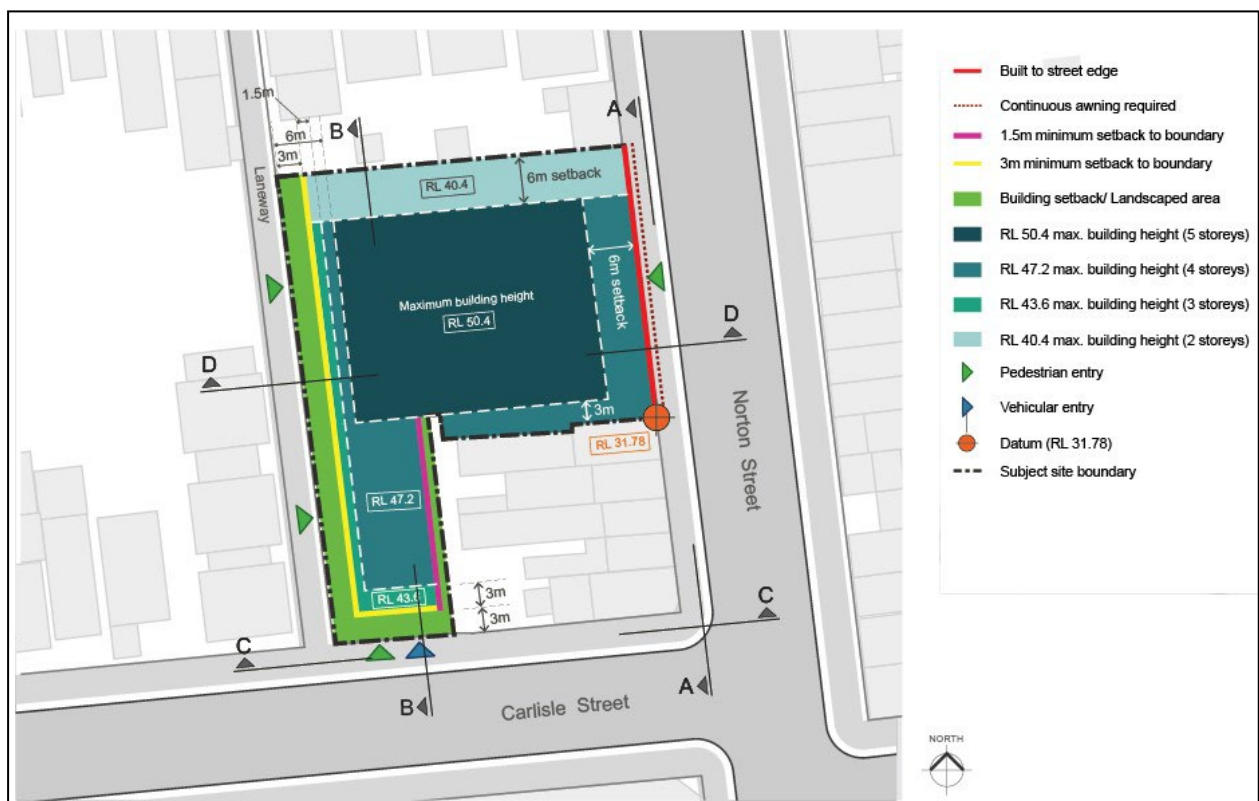 1.5m
6m
3m
B
A
Laneway
RL 40.4
6m setback
6m setback
Maximum building height
RL 50.4
D
D
3m
RL 31.78
Norton Street
RL 47.2
RL 43.6
3m
3m
C
C
B
A
Carlisle Street
Built to street edge
Continuous awning required
1.5m minimum setback to boundary
3m minimum setback to boundary
Building setback/ Landscaped area
RL 50.4 max. building height (5 storeys)
RL 47.2 max. building height (4 storeys)
RL 43.6 max. building height (3 storeys)
RL 40.4 max. building height (2 storeys)
Pedestrian entry
Vehicular entry
Datum (RL 31.78)
Subject site boundary
NORTH